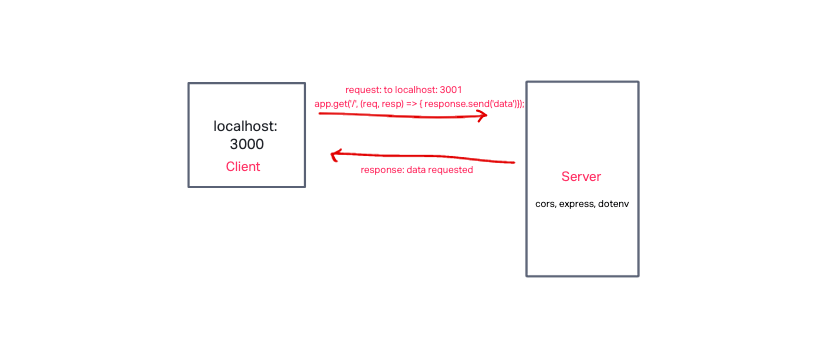 request: to localhost: 3001
app.get('/', (req, resp) => { response.send('data')});
localhost:
3000
Client
response: data requested
Server
cors, express, dotenv